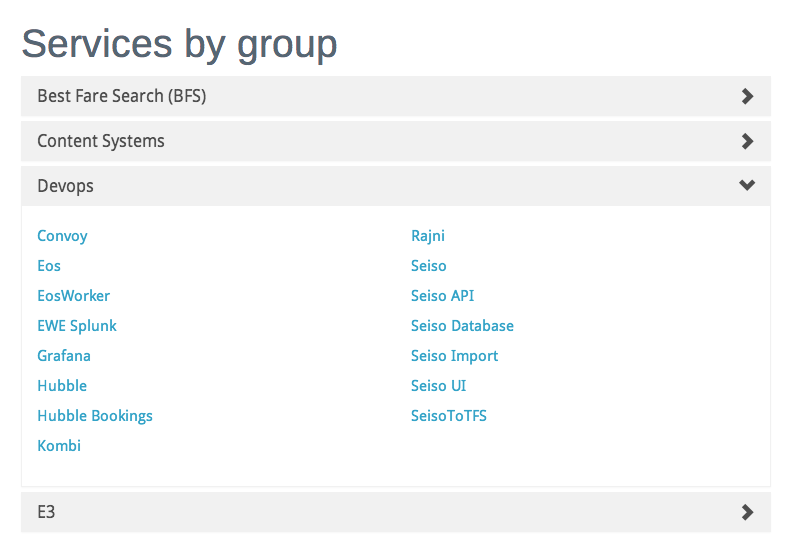 Services by group
Best Fare Search (BFS)
Content Systems
Devops
Convoy
Eos
EosWorker
EWE Splunk
Grafana
Hubble
Hubble Bookings
Kombi
Rajni
Seiso
Seiso API
Seiso Database
Seiso Import
Seiso UI
SeisoToTFS
E3